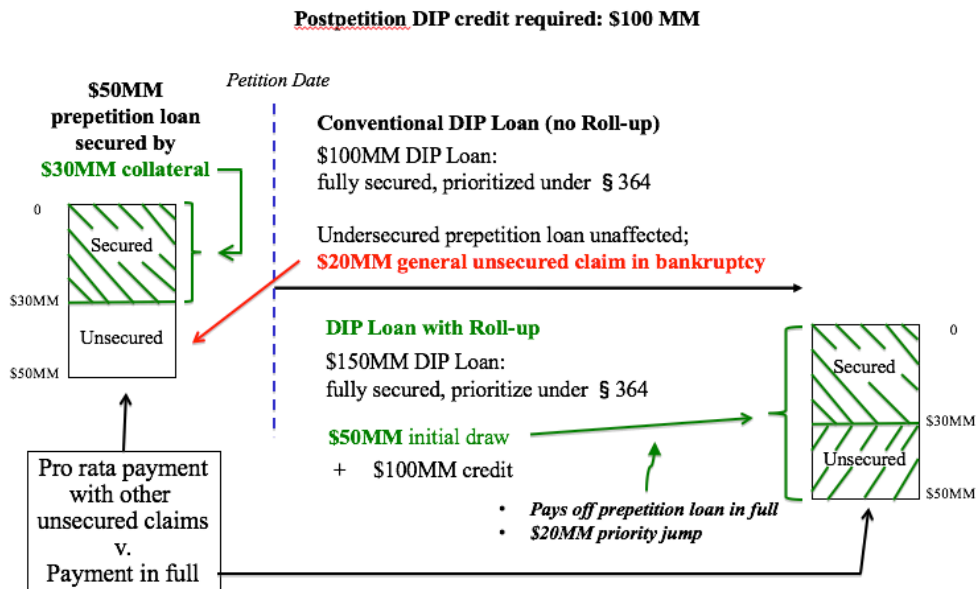 Postpetition DIP credit required: $100 MM
Petition Date
$50MM
prepetition loan
secured by
$30MM collateral
0
Secured
$30MM
Unsecured
$50MM
Conventional DIP Loan (no Roll-up)
$100MM DIP Loan:
fully secured, prioritized under § 364
Undersecured prepetition loan unaffected;
$20MM general unsecured claim in bankruptcy
DIP Loan with Roll-up
$150MM DIP Loan:
fully secured, prioritize under § 364
$50MM initial draw
+ $100MM credit
• Pays off prepetition loan in full
• $20MM priority jump
0
Secured
$30MM
Unsecured
$50MM
Pro rata payment
with other
unsecured claims
v.
Payment in full